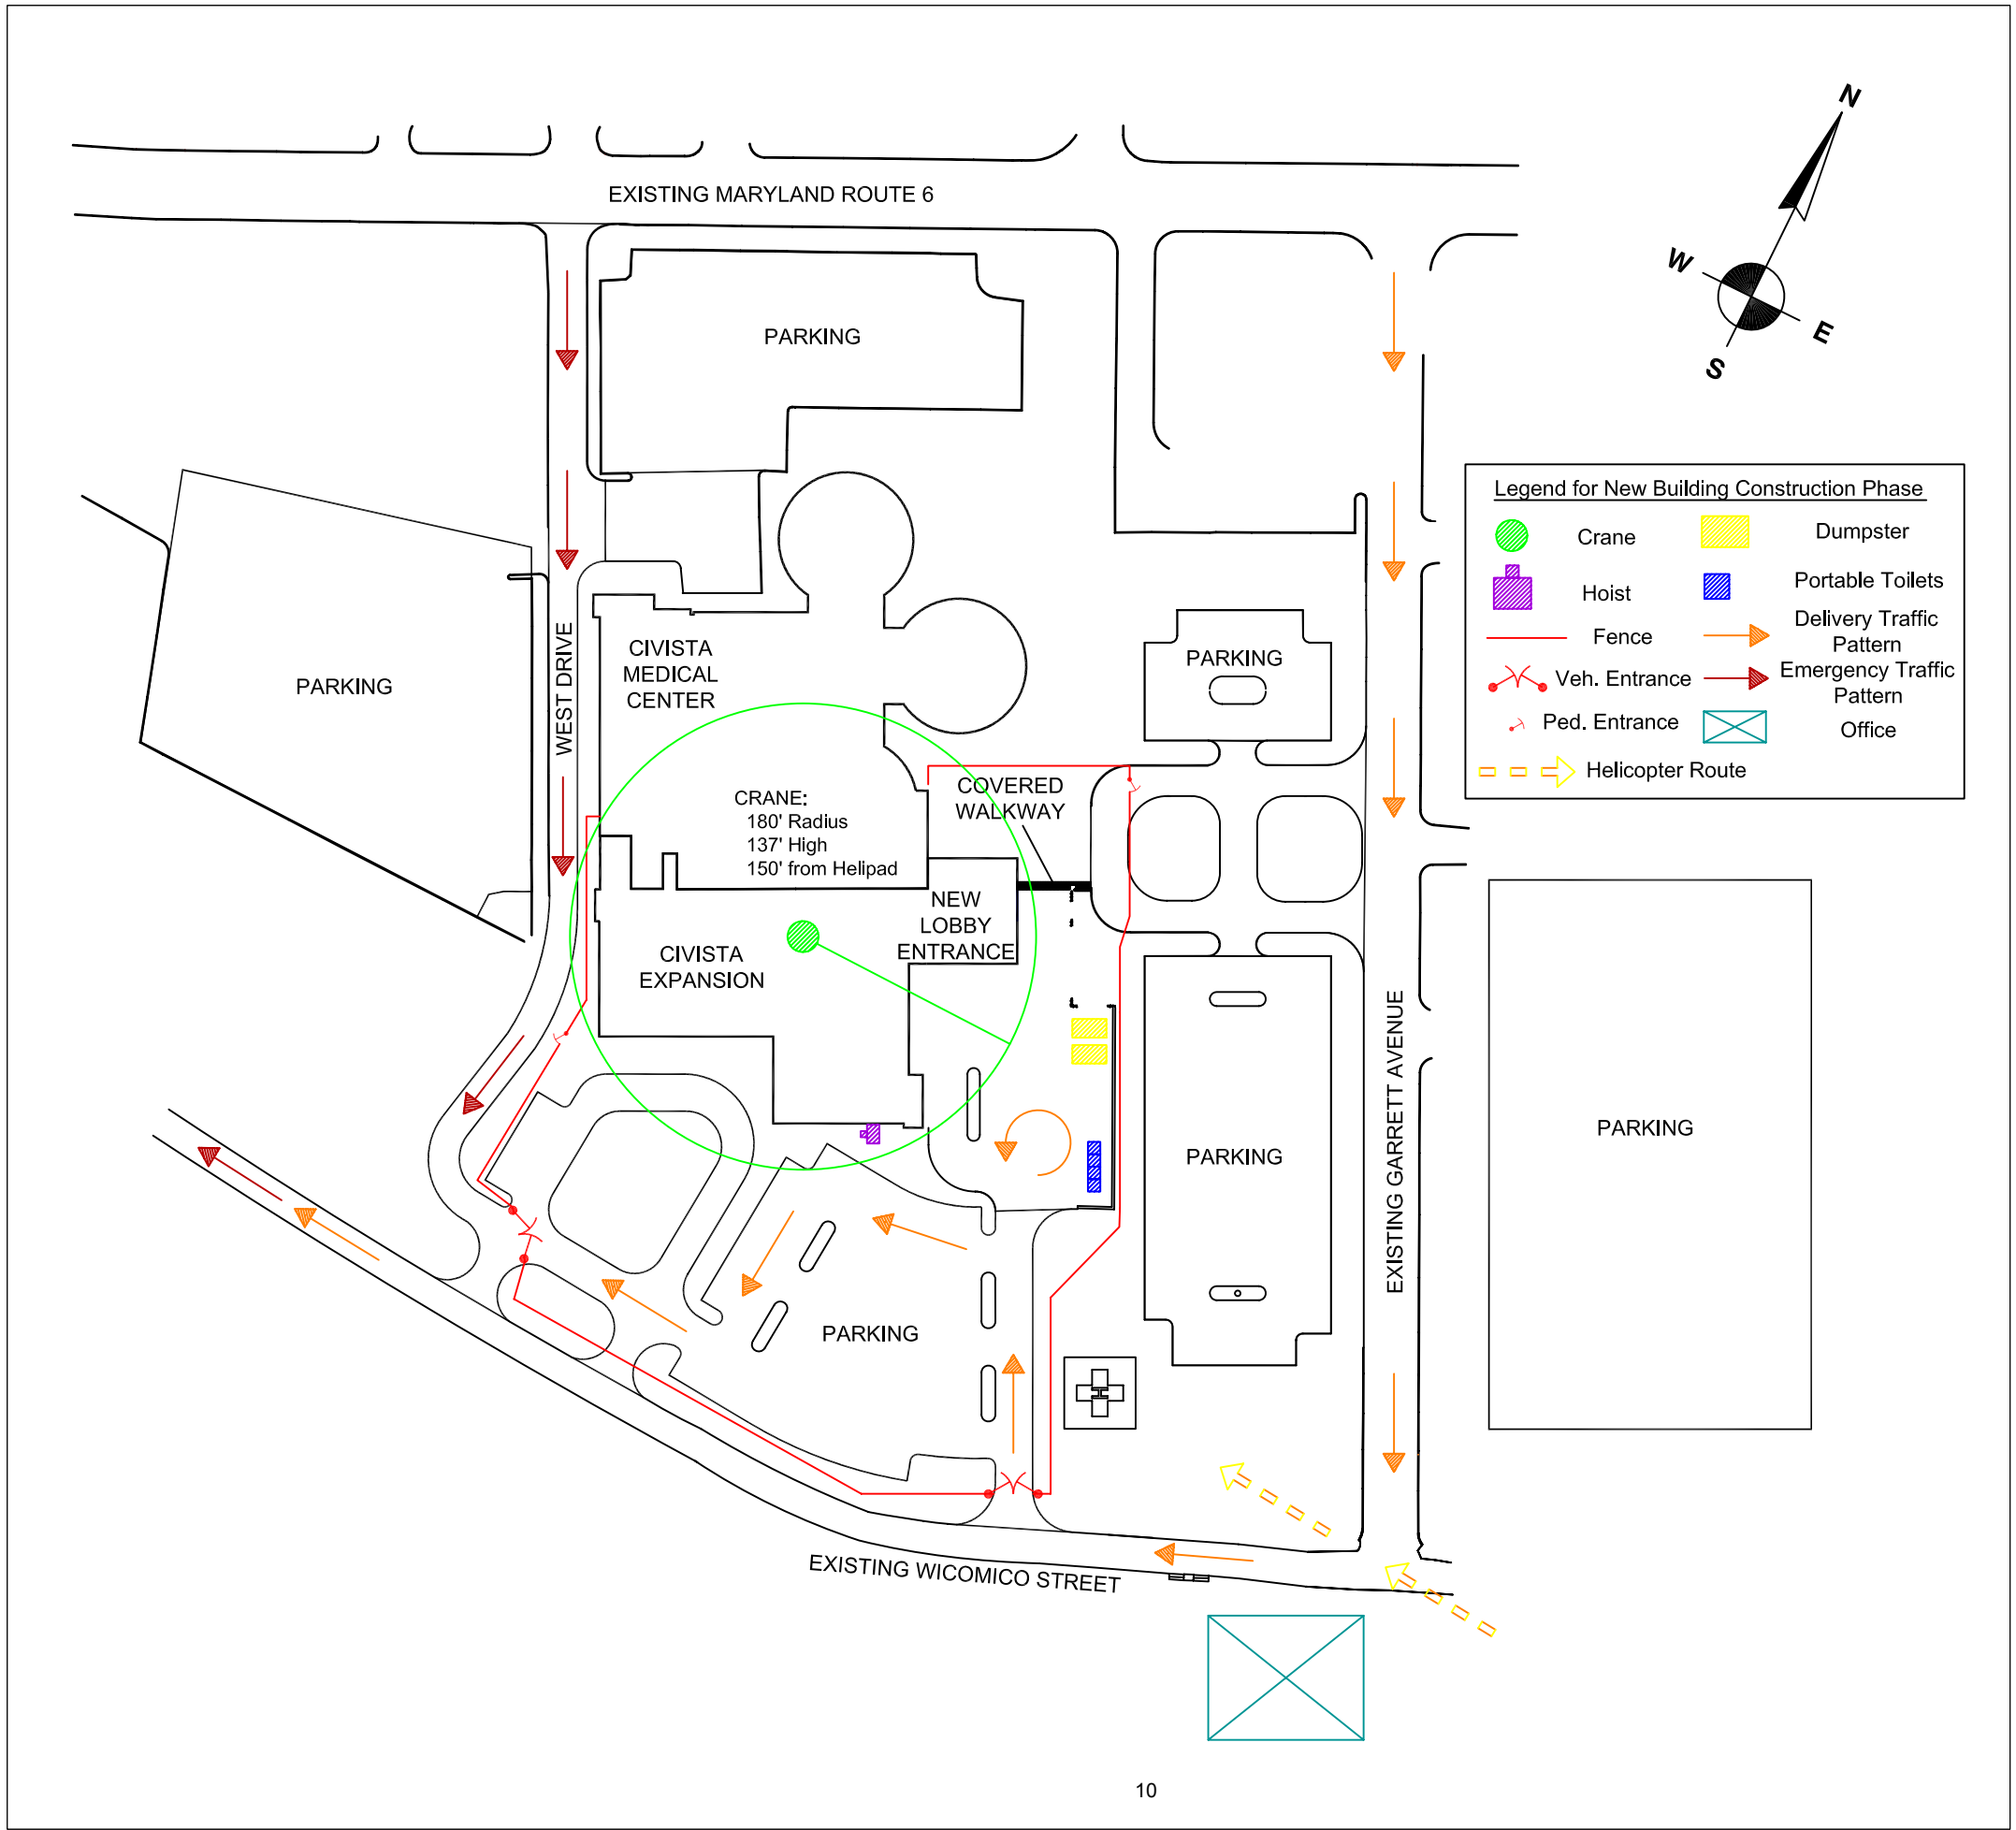 N
EXISTING MARYLAND ROUTE 6
W
E
S
PARKING
Legend for New Building Construction Phase
Crane
Dumpster
Hoist
Portable Toilets
Fence
Delivery Traffic
Pattern
Veh. Entrance
Emergency Traffic
Pattern
Ped. Entrance
Office
Helicopter Route
CIVISTA
MEDICAL
CENTER
WEST DRIVE
PARKING
PARKING
COVERED
WALKWAY
CRANE:
180' Radius
137' High
150' from Helipad
NEW
LOBBY
ENTRANCE
CIVISTA
EXPANSION
EXISTING GARRETT AVENUE
PARKING
PARKING
PARKING
H
EXISTING WICOMICO STREET
10